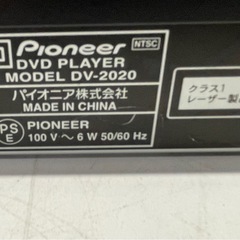 Pioneer
NTSC
DVD PLAYER
MODEL DV-2020
パイオニア株式会社
MADE IN CHINA
PS
E
PIONEER
100 V～ 6 W 50/60 Hz
クラス1
レーザー製